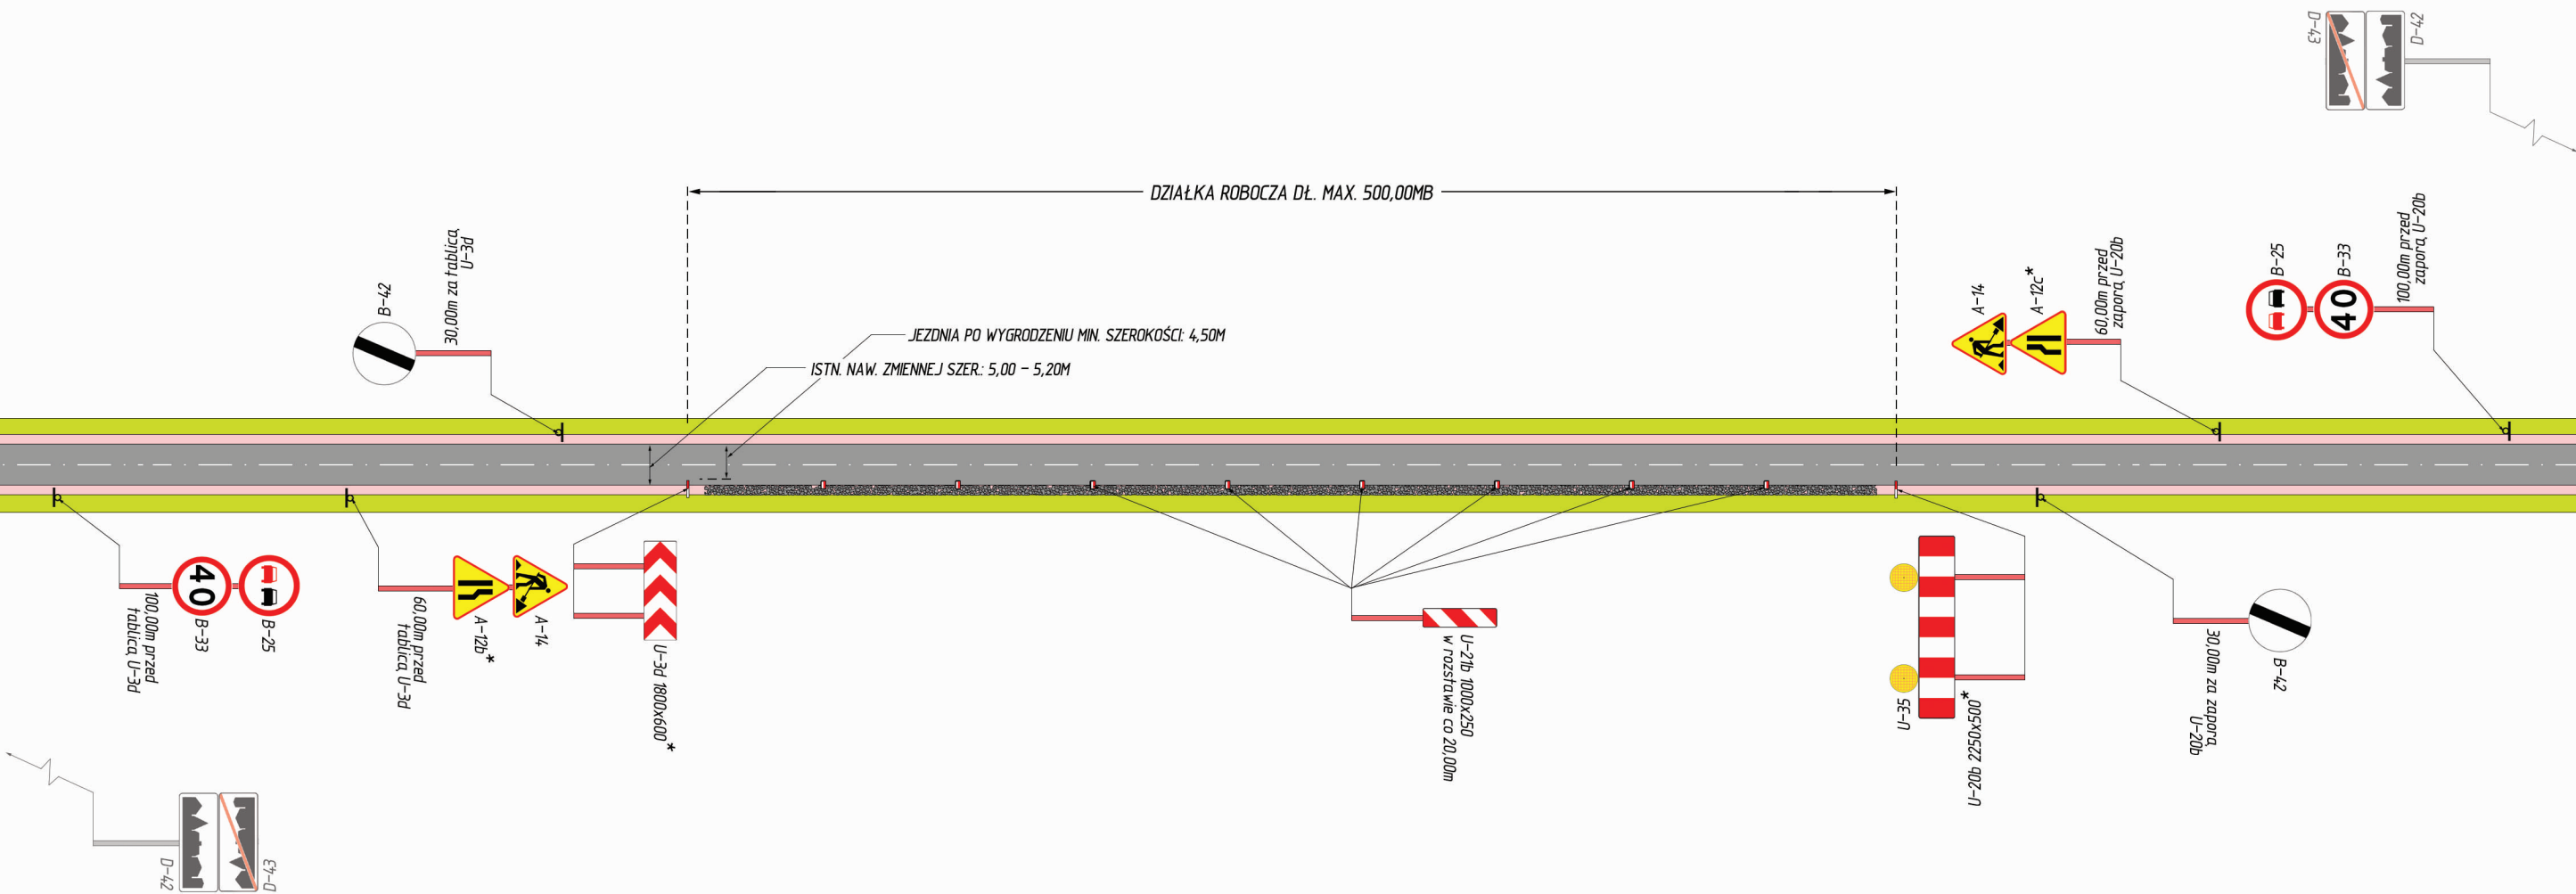 D-43
D-42
DZIAŁKA ROBOCZA DŁ. MAX. 500,00MB
B-42
30,00m za tablicą
U-3d
JEZDNIA PO WYGRODZENIU MIN. SZEROKOŚCI: 4,50M
ISTN. NAW. ZMIENNEJ SZER.: 5,00 - 5,20M
A-14
A-12c*
60,00m przed
zaporą U-20b
B-25
B-33
40
100,00m przed
zaporą U-20b
100,00m przed
tablicą U-3d
40
B-33
B-25
60,00m przed
tablicą U-3d
A-12b*
A-14
U-3d 1800x600*
U-21b 1000x250
w rozstawie co 20,00m
U-35
U-20b 2250x500*
30,00m za zaporą
U-20b
B-42
D-42
D-43